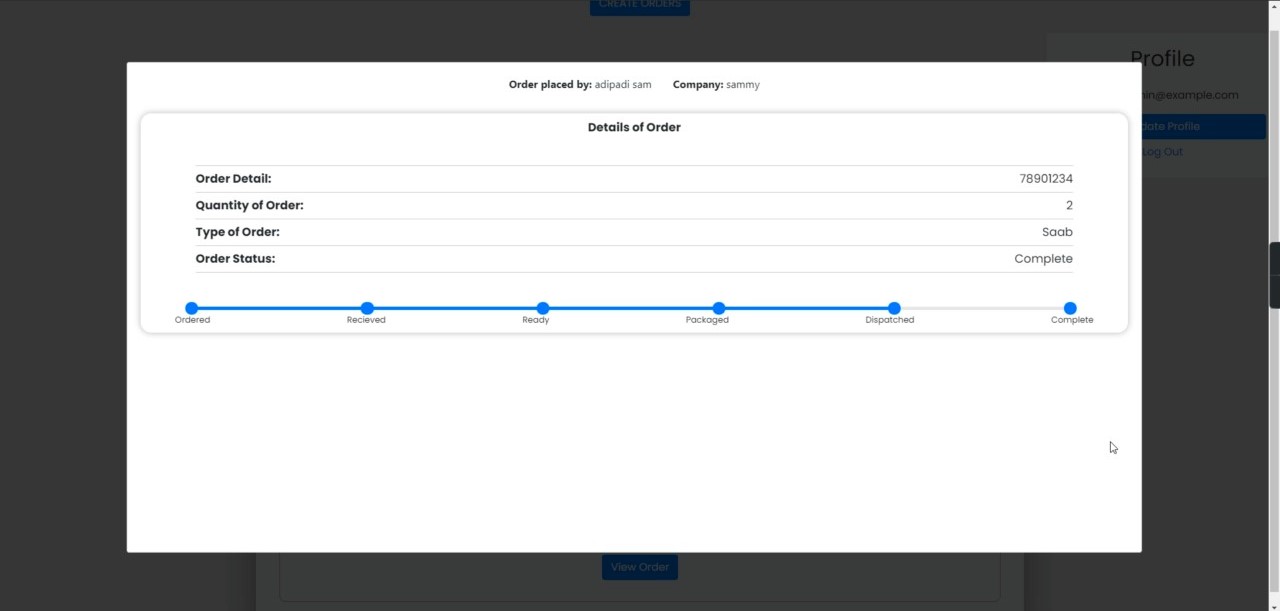 CREATE ORDERS
Profile
min@example.com
date Profile
Log Out
Order placed by: adipadi sam Company: sammy
Details of Order
Order Detail: 78901234
Quantity of Order: 2
Type of Order: Saab
Order Status: Complete
Ordered Recieved Ready Packaged Dispatched Complete
View Order